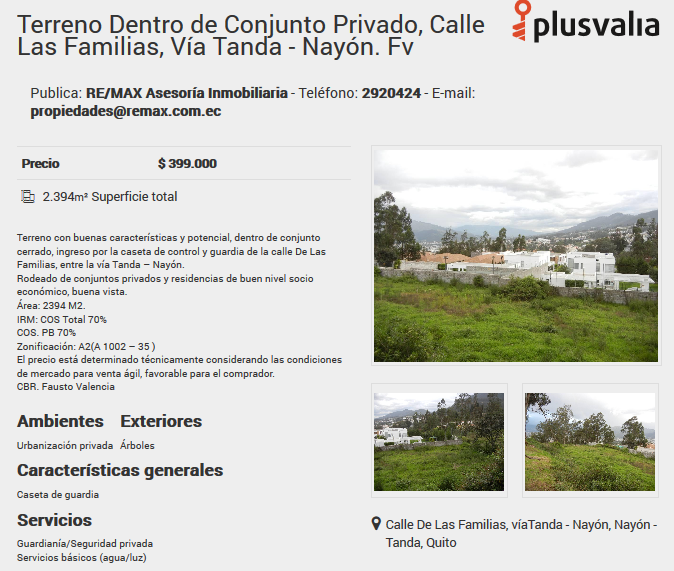 Terreno Dentro de Conjunto Privado, Calle
Las Familias, Vía Tanda - Nayón. Fv
plusvalia
Publica: RE/MAX Asesoría Inmobiliaria - Teléfono: 2920424 - E-mail:
propiedades@remax.com.ec
Precio $ 399.000
2.394m² Superficie total
Terreno con buenas características y potencial, dentro de conjunto
cerrado, ingreso por la caseta de control y guardia de la calle De Las
Familias, entre la vía Tanda – Nayón.
Rodeado de conjuntos privados y residencias de buen nivel socio
económico, buena vista.
Área: 2394 M2.
IRM: COS Total 70%
COS. PB 70%
Zonificación: A2(A 1002 – 35 )
El precio está determinado técnicamente considerando las condiciones
de mercado para venta ágil, favorable para el comprador.
CBR. Fausto Valencia
Ambientes Exteriores
Urbanización privada Árboles
Características generales
Caseta de guardia
Servicios
Guardianía/Seguridad privada
Servicios básicos (agua/luz)
Calle De Las Familias, víaTanda - Nayón, Nayón -
Tanda, Quito